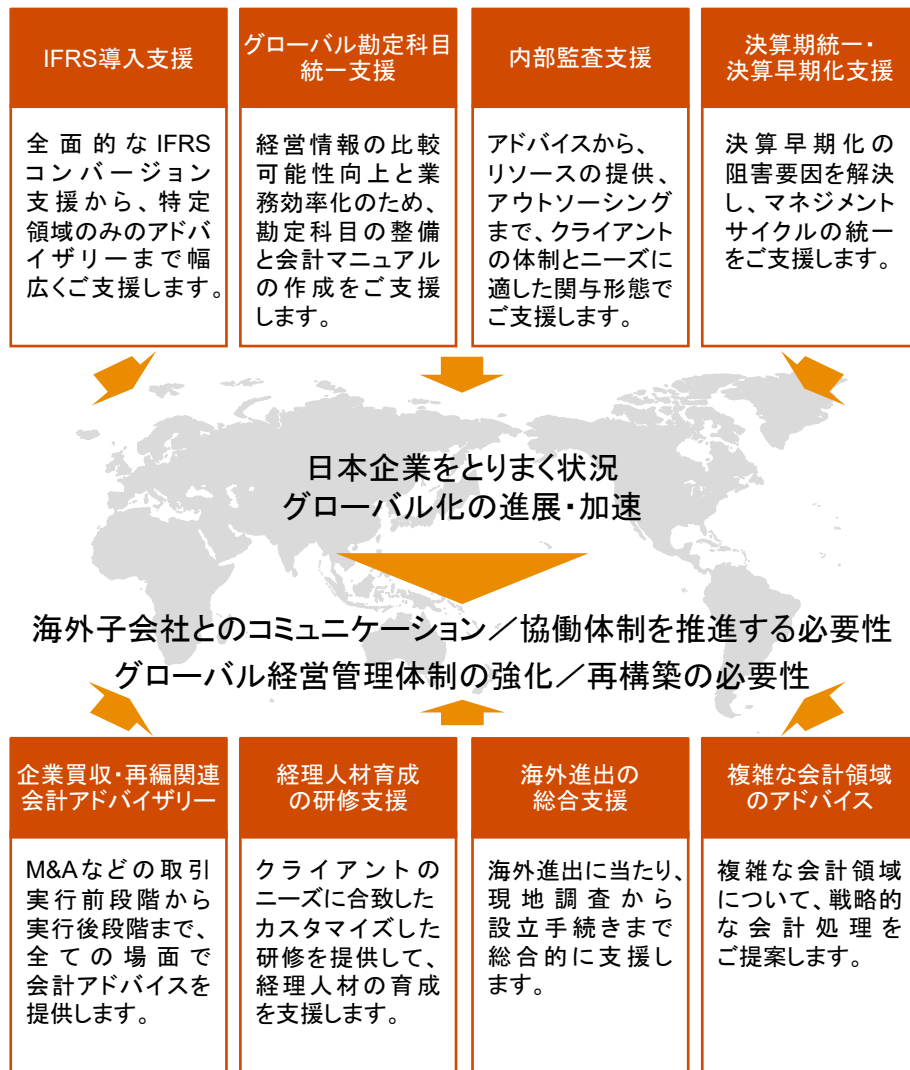 IFRS導入支援
全面的なIFRS
コンバージョン
支援から、特定
領域のみのアドバ
イザリーまで幅
広くご支援します。
グローバル勘定科目
統一支援
経営情報の比較
可能性向上と業
務効率化のため、
勘定科目の整備
と会計マニュアル
の作成をご支援
します。
内部監査支援
アドバイスから、
リソースの提供、
アウトソーシング
まで、クライアント
の体制とニーズに
適した関与形態で
ご支援します。
決算期統一・
決算早期化支援
決算早期化の
阻害要因を解決
し、マネジメント
サイクルの統一
をご支援します。
日本企業をとりまく状況
グローバル化の進展・加速
海外子会社とのコミュニケーション／協働体制を推進する必要性
グローバル経営管理体制の強化／再構築の必要性
企業買収・再編関連
会計アドバイザリー
M&Aなどの取引
実行前段階から
実行後段階まで、
全ての場面で
会計アドバイスを
提供します。
経理人材育成
の研修支援
クライアントの
ニーズに合致した
カスタマイズした
研修を提供して、
経理人材の育成
を支援します。
海外進出の
総合支援
海外進出に当たり、
現地調査から
設立手続きまで
総合的に支援し
ます。
複雑な会計領域
のアドバイス
複雑な会計領域
について、戦略的
な会計処理を
ご提案します。